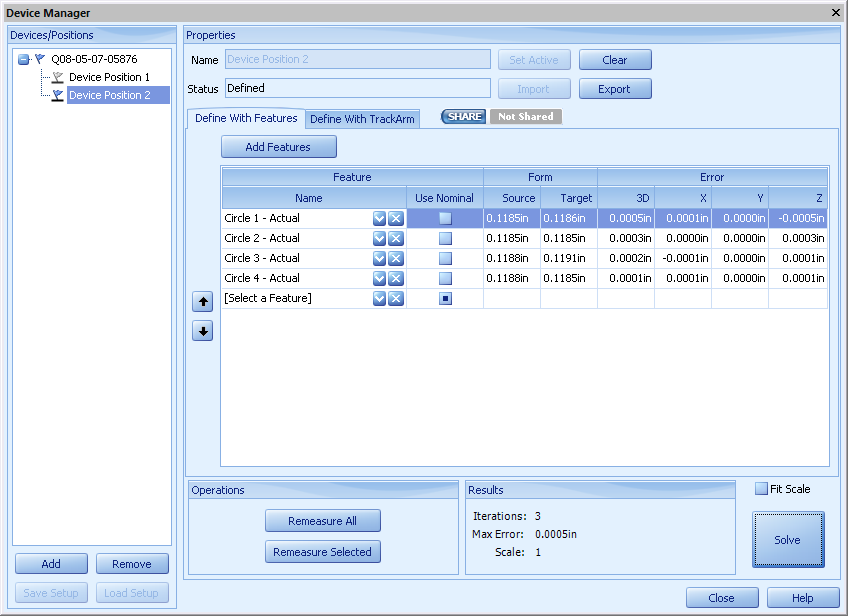 Device Manager
Devices/Positions
Q08-05-07-05876
Device Position 1
Device Position 2
Add Remove
Save Setup Load Setup
Properties
Name Device Position 2 Set Active Clear
Status Defined Import Export
Define With Features Define With TrackArm SHARE Not Shared
Add Features
Feature Form Error
Name Use Nominal Source Target 3D X Y Z
Circle 1 - Actual 0.1185in 0.1186in 0.0005in 0.0001in 0.0000in -0.0005in
Circle 2 - Actual 0.1185in 0.1185in 0.0003in 0.0000in 0.0000in 0.0003in
Circle 3 - Actual 0.1188in 0.1191in 0.0002in -0.0001in 0.0000in 0.0001in
Circle 4 - Actual 0.1188in 0.1185in 0.0001in 0.0001in 0.0000in 0.0001in
[Select a Feature]
Operations
Remeasure All
Remeasure Selected
Results
Iterations: 3
Max Error: 0.0005in
Scale: 1
Fit Scale
Solve
Close Help